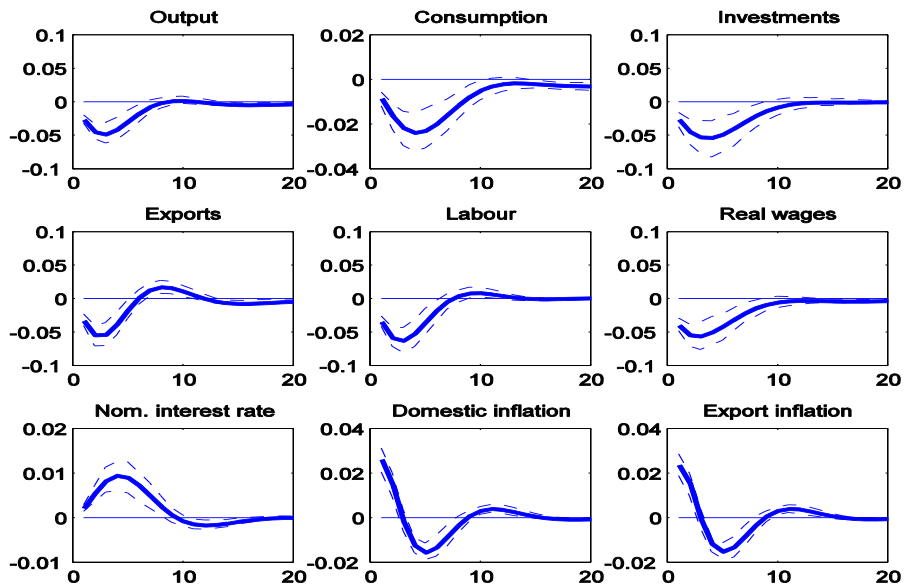 Output Consumption Investments
0.1 0.02 0.1
0.05 0 0.05
0 -0.02 0
-0.05 -0.04 -0.05
-0.1 -0.1
0 10 20 0 10 20 0 10 20
Exports Labour Real wages
0.1 0.1 0.1
0.05 0.05 0.05
0 0 0
-0.05 -0.05 -0.05
-0.1 -0.1 -0.1
0 10 20 0 10 20 0 10 20
Nom. interest rate Domestic inflation Export inflation
0.02 0.04 0.04
0.01 0.02 0.02
0 0 0
-0.01 -0.02 -0.02
0 10 20 0 10 20 0 10 20